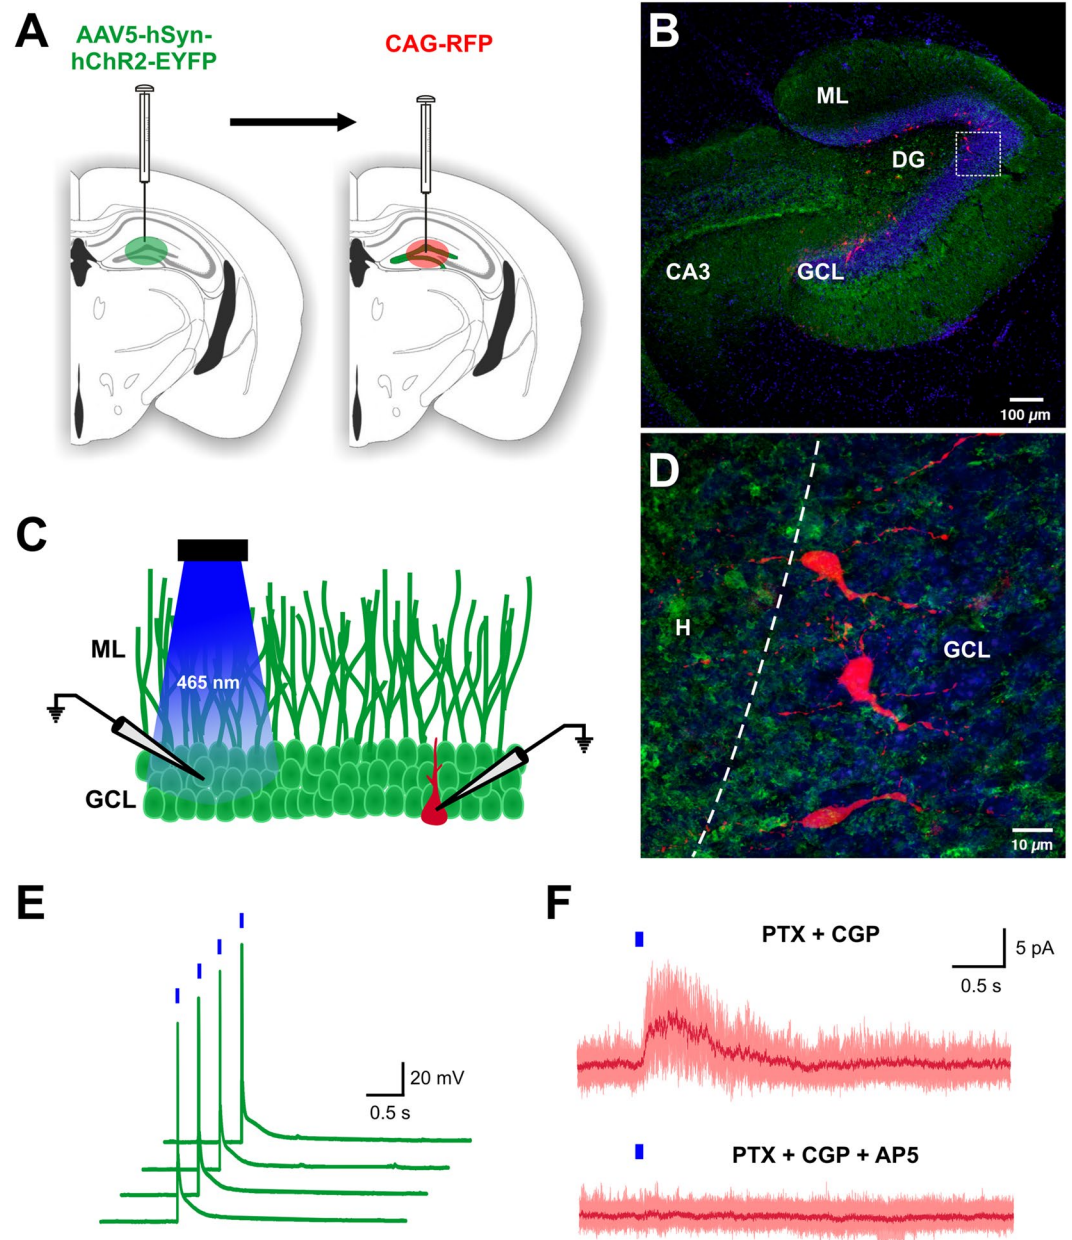 A
AAV5-hSyn-
hChR2-EYFP
CAG-RFP
B
ML
DG
CA3
GCL
100 µm
C
ML
465 nm
GCL
D
H
GCL
10 µm
E
20 mV
0.5 s
F
PTX + CGP
5 pA
0.5 s
PTX + CGP + AP5